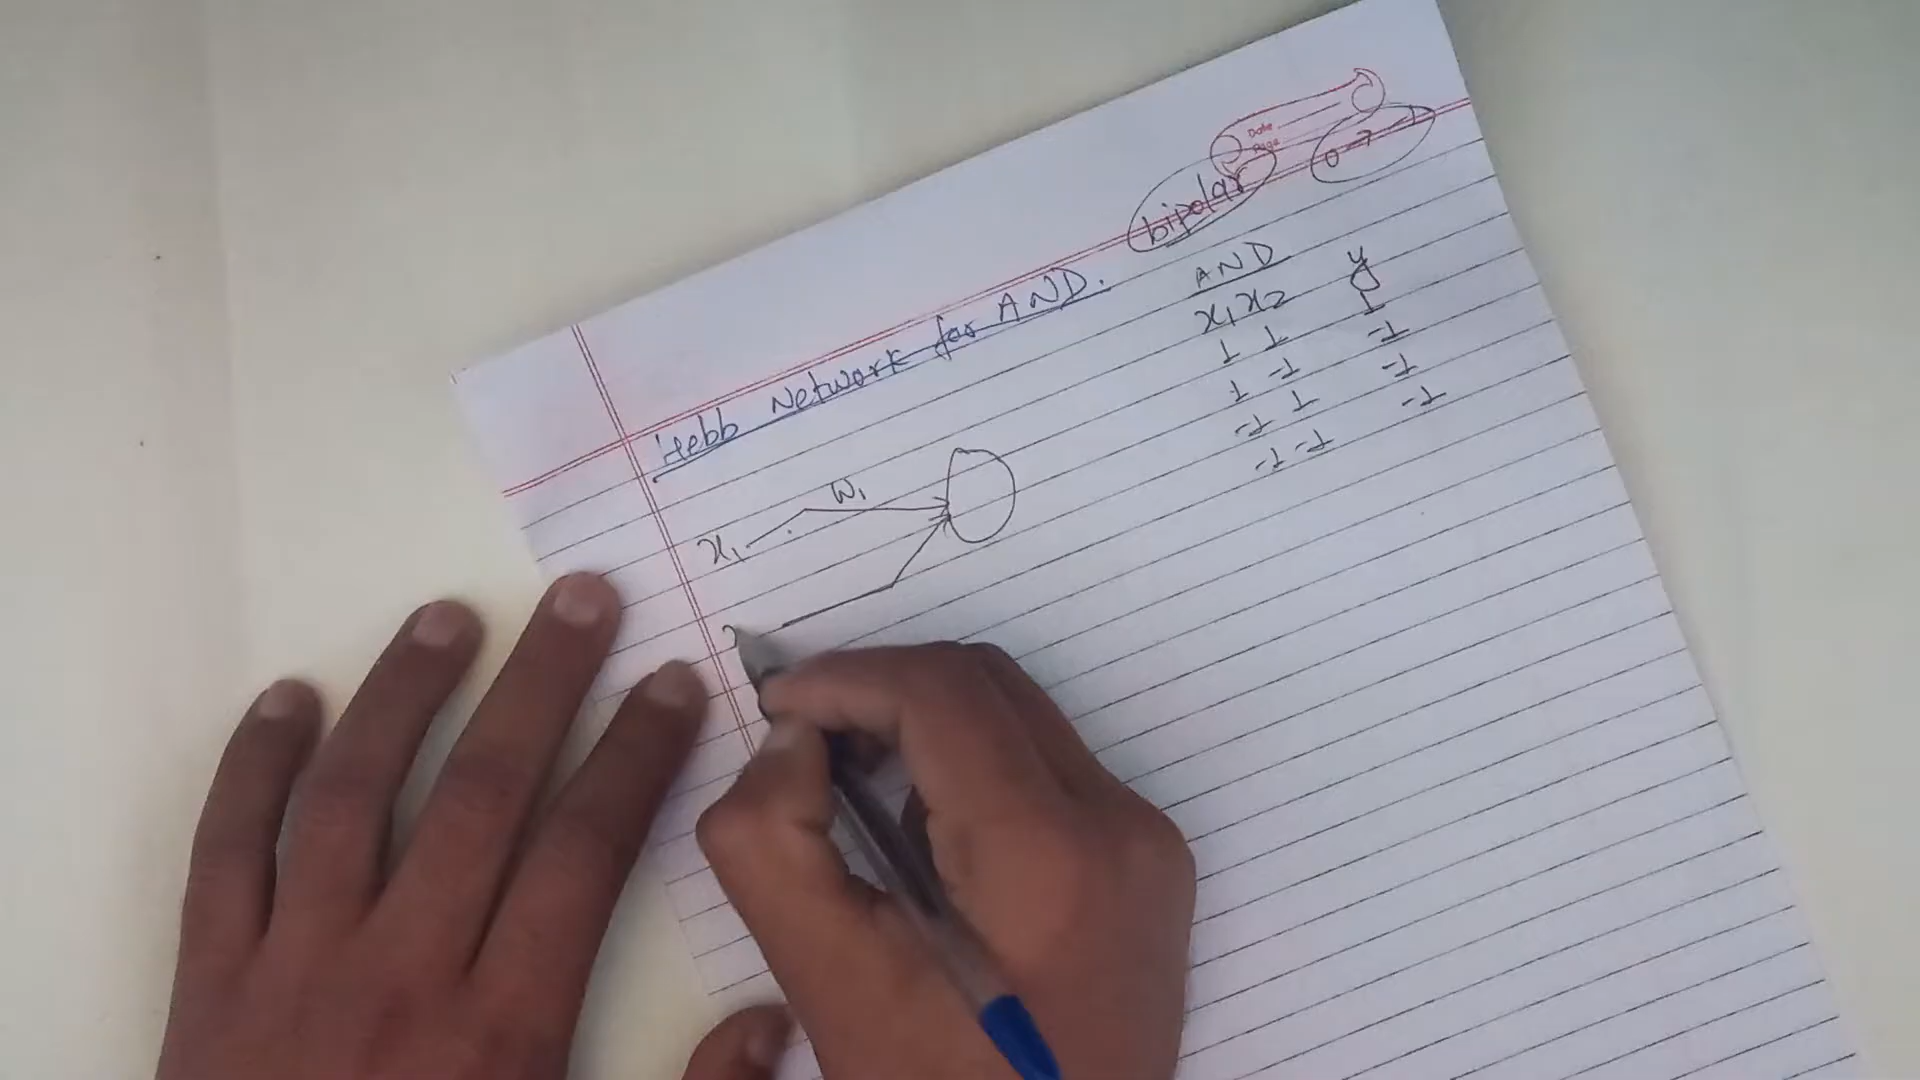 Date
Page
0 → -1
bipolar
Hebb Network for AND.
AND
x₁ x₂ y
1 1 1
1 -1 -1
-1 1 -1
-1 -1 -1
W₁
x₁